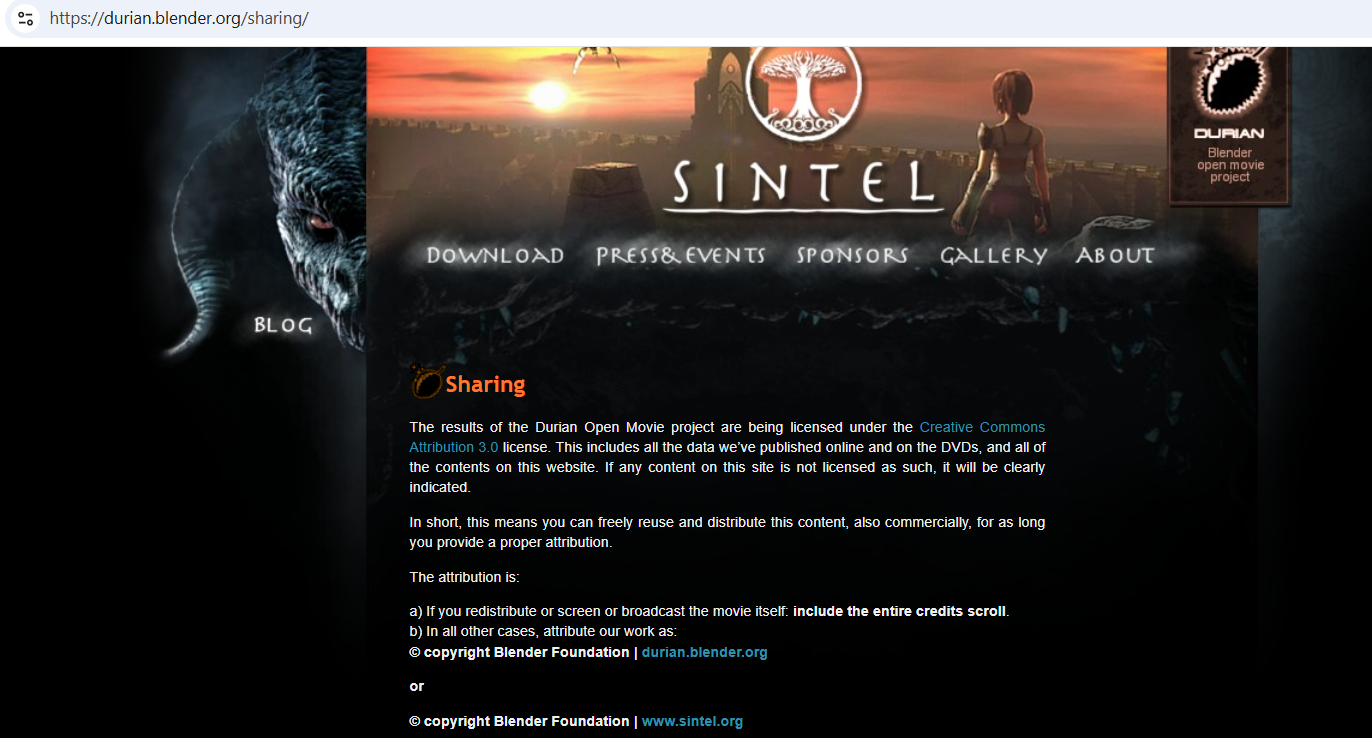 https://durian.blender.org/sharing/
SINTEL
DURIAN
Blender
open movie
project
DOWNLOAD PRESS&EVENTS SPONSORS GALLERY ABOUT
BLOG
Sharing
The results of the Durian Open Movie project are being licensed under the Creative Commons
Attribution 3.0 license. This includes all the data we've published online and on the DVDs, and all of
the contents on this website. If any content on this site is not licensed as such, it will be clearly
indicated.
In short, this means you can freely reuse and distribute this content, also commercially, for as long
you provide a proper attribution.
The attribution is:
a) If you redistribute or screen or broadcast the movie itself: include the entire credits scroll.
b) In all other cases, attribute our work as:
© copyright Blender Foundation | durian.blender.org
or
© copyright Blender Foundation | www.sintel.org